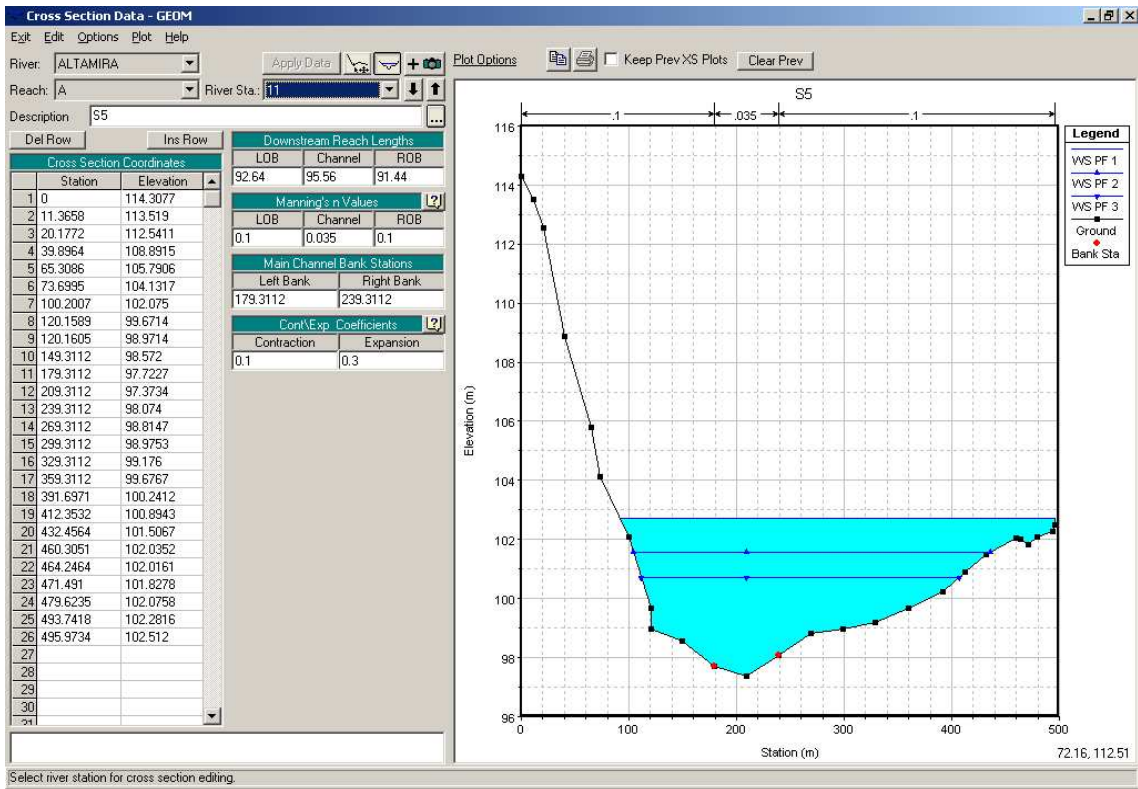 Cross Section Data - GEOM
Exit Edit Options Plot Help
River: ALTAMIRA Apply Data Plot Options Keep Prev XS Plots Clear Prev
Reach: A River Sta.: 11
Description S5 ...
Del Row Ins Row
Cross Section Coordinates
Station Elevation
1 0 114.3077
2 11.3658 113.519
3 20.1772 112.5411
4 39.8964 108.8915
5 65.3086 105.7906
6 73.6995 104.1317
7 100.2007 102.075
8 120.1589 99.6714
9 120.1605 98.9714
10 149.3112 98.572
11 179.3112 97.7227
12 209.3112 97.3734
13 239.3112 98.074
14 269.3112 98.8147
15 299.3112 98.9753
16 329.3112 99.176
17 359.3112 99.6767
18 391.6971 100.2412
19 412.3532 100.8943
20 432.4564 101.5067
21 460.3051 102.0352
22 464.2464 102.0161
23 471.491 101.8278
24 479.6235 102.0758
25 493.7418 102.2816
26 495.9734 102.512
27
28
29
30
31
Downstream Reach Lengths
LOB Channel ROB
92.64 95.56 91.44
Manning's n Values ?
LOB Channel ROB
0.1 0.035 0.1
Main Channel Bank Stations
Left Bank Right Bank
179.3112 239.3112
Cont\Exp Coefficients ?
Contraction Expansion
0.1 0.3
S5
.1 .035 .1
116
114
112
110
108
106
104
102
100
98
96
Elevation (m)
0 100 200 300 400 500
Station (m)
Legend
WS PF 1
WS PF 2
WS PF 3
Ground
Bank Sta
72.16, 112.51
Select river station for cross section editing.